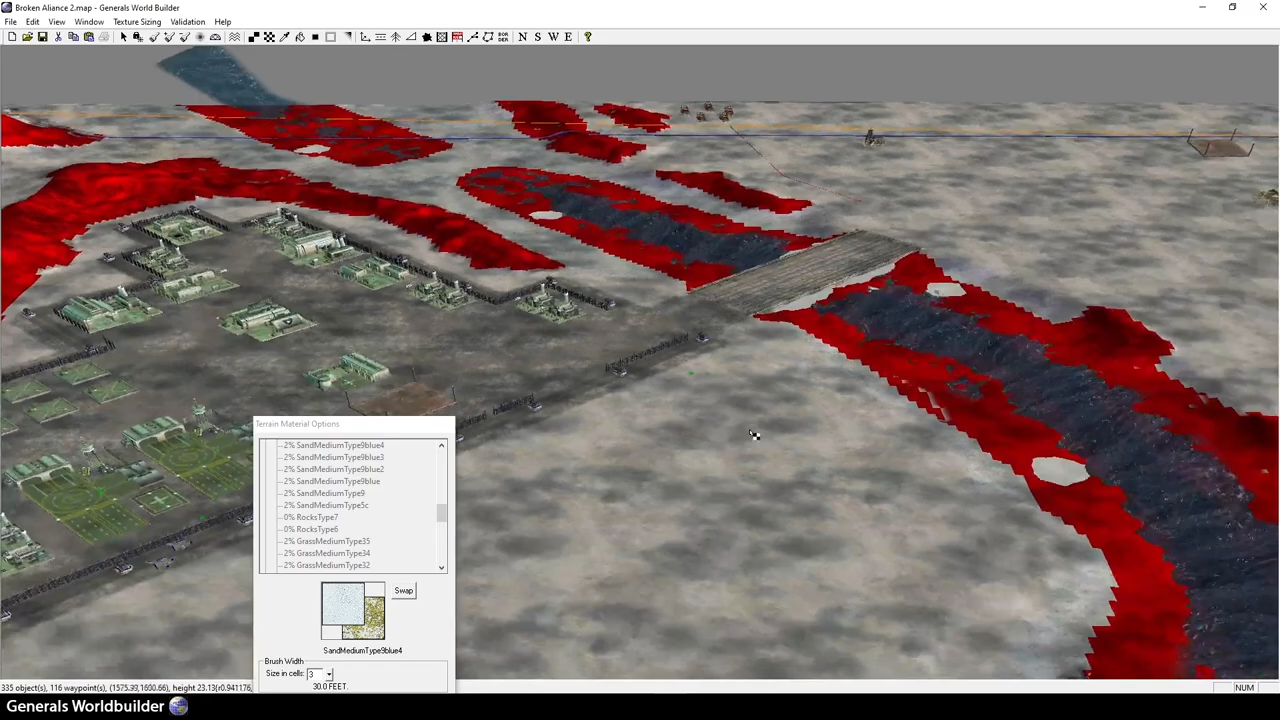 Broken Aliance 2.map - Generals World Builder
File Edit View Window Texture Sizing Validation Help
BOR
DER
N S W E ?
Terrain Material Options
2% SandMediumType9blue4
2% SandMediumType9blue3
2% SandMediumType9blue2
2% SandMediumType9blue
2% SandMediumType9
2% SandMediumType5c
0% RocksType7
0% RocksType6
2% GrassMediumType35
2% GrassMediumType34
2% GrassMediumType32
Swap
SandMediumType9blue4
Brush Width
Size in cells: 3
30.0 FEET.
335 object(s), 116 waypoint(s), (1575.39,1600.66), height 23.13(r0.941176,
NUM
Generals Worldbuilder